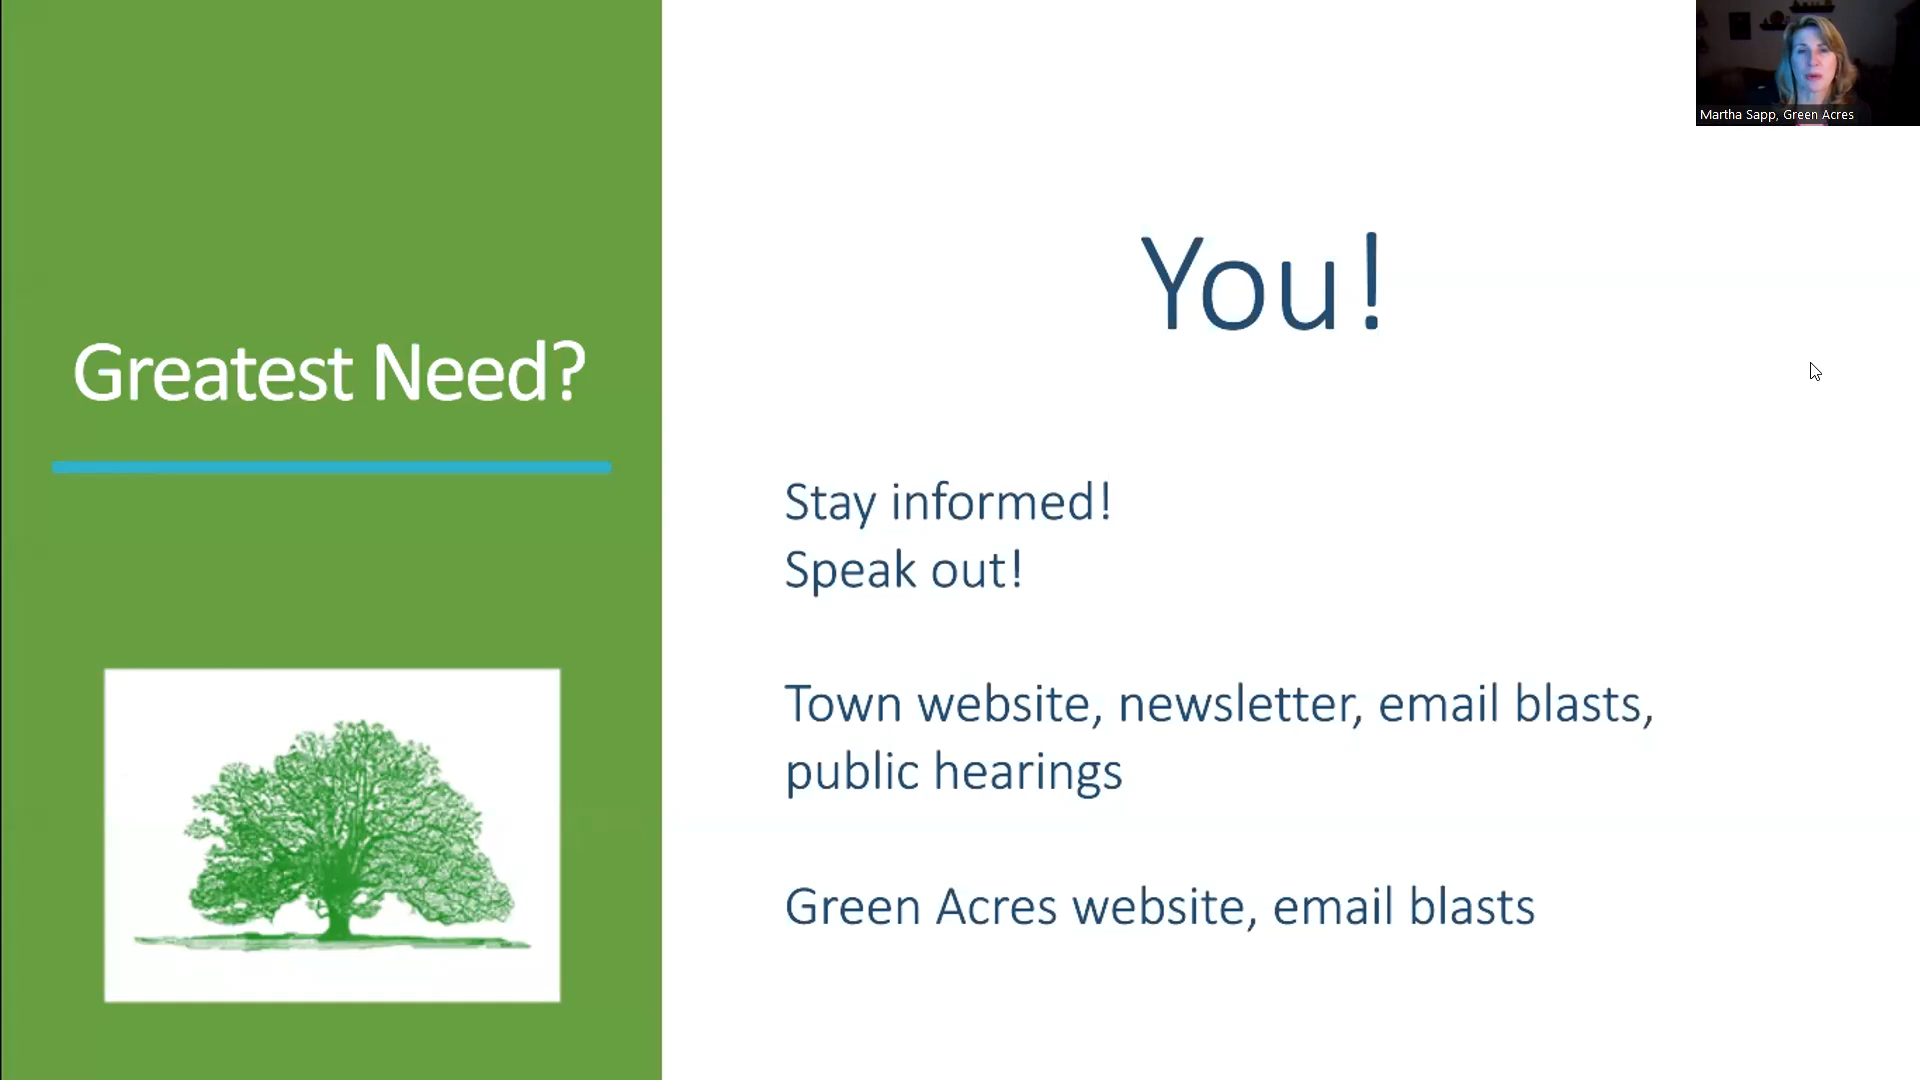 Martha Sapp, Green Acres
Greatest Need?
You!
Stay informed!
Speak out!
Town website, newsletter, email blasts,
public hearings
Green Acres website, email blasts